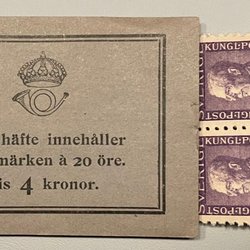 häfte innehåller
märken à 20 öre.
is 4 kronor.
SVERIGE KUNGL·POST
SVERIGE KUNGL·POST